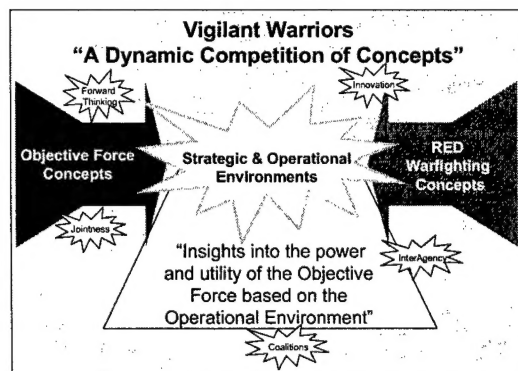 Vigilant Warriors
“A Dynamic Competition of Concepts”
Forward
Thinking
Innovation
Objective Force
Concepts
Strategic & Operational
Environments
RED
Warfighting
Concepts
Jointness
InterAgency
“Insights into the power
and utility of the Objective
Force based on the
Operational Environment”
Coalitions